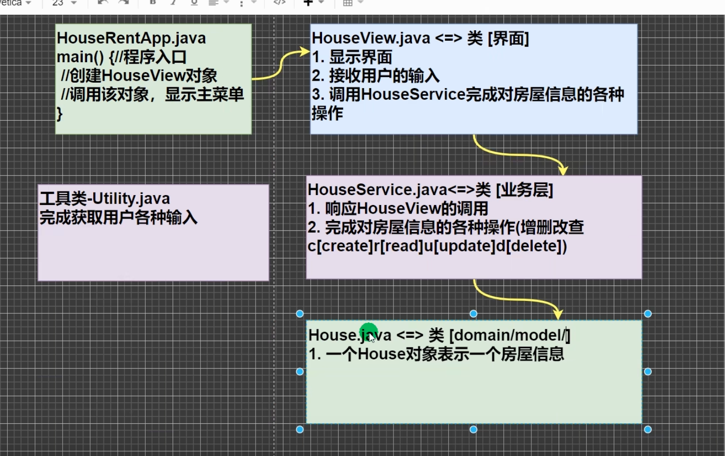 23
HouseRentApp.java
main() {//程序入口
//创建HouseView对象
//调用该对象，显示主菜单
}
HouseView.java <=> 类 [界面]
1. 显示界面
2. 接收用户的输入
3. 调用HouseService完成对房屋信息的各种
操作
工具类-Utility.java
完成获取用户各种输入
HouseService.java<=>类 [业务层]
1. 响应HouseView的调用
2. 完成对房屋信息的各种操作(增删改查
c[create]r[read]u[update]d[delete])
House.java <=> 类 [domain/model/]
1. 一个House对象表示一个房屋信息